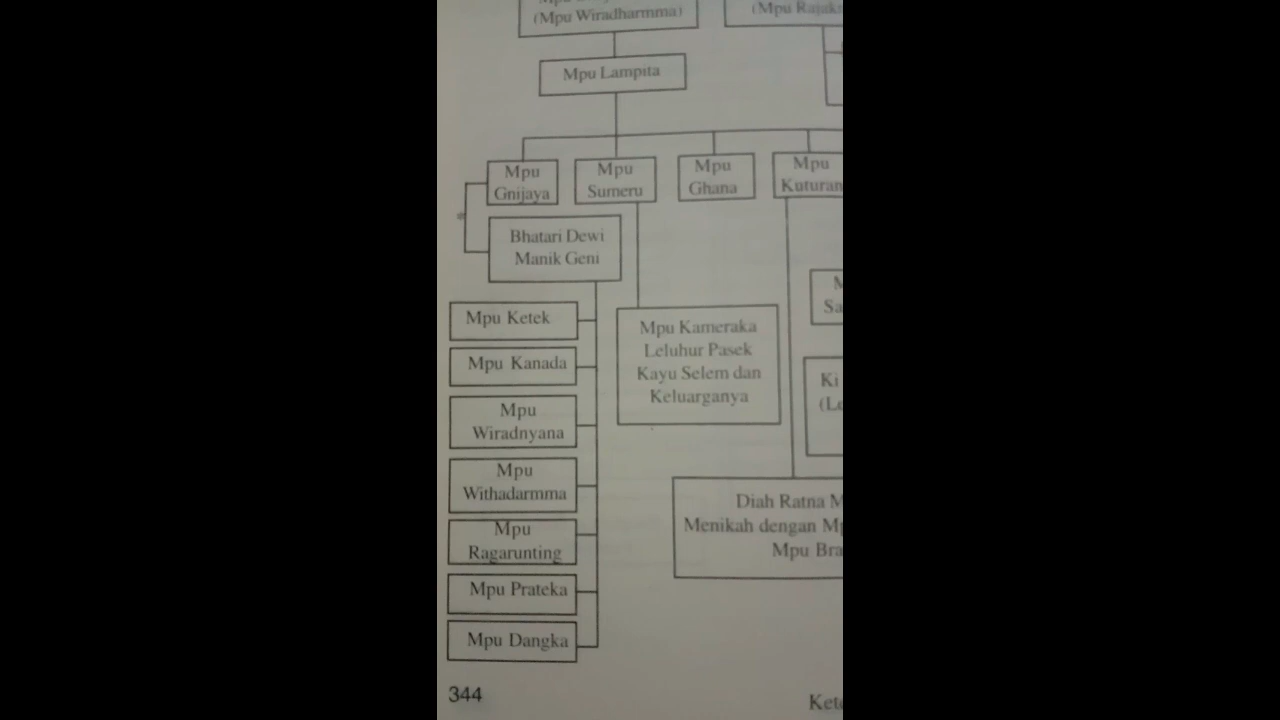 (Mpu Wiradharmma)
(Mpu
Mpu Lampita
Mpu
Gnijaya
Mpu
Sumeru
Mpu
Ghana
Mpu
Kuturan
Bhatari Dewi
Manik Geni
Mpu Ketek
Mpu Kanada
Mpu
Wiradnyana
Mpu
Withadarmma
Mpu
Ragarunting
Mpu Prateka
Mpu Dangka
Mpu Kameraka
Leluhur Pasek
Kayu Selem dan
Keluarganya
Ki
Diah Ratna
Menikah dengan
Mpu
344